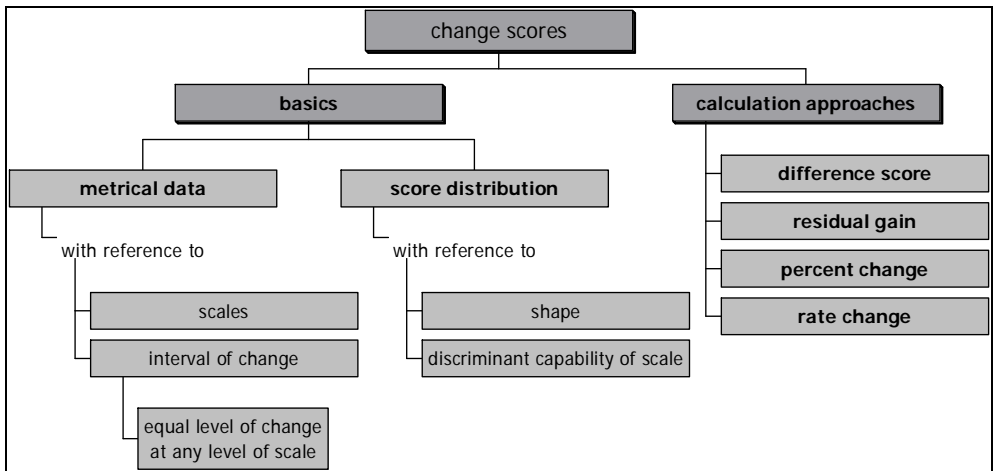 change scores
basics
calculation approaches
metrical data
score distribution
difference score
residual gain
percent change
rate change
with reference to
with reference to
scales
shape
interval of change
discriminant capability of scale
equal level of change
at any level of scale